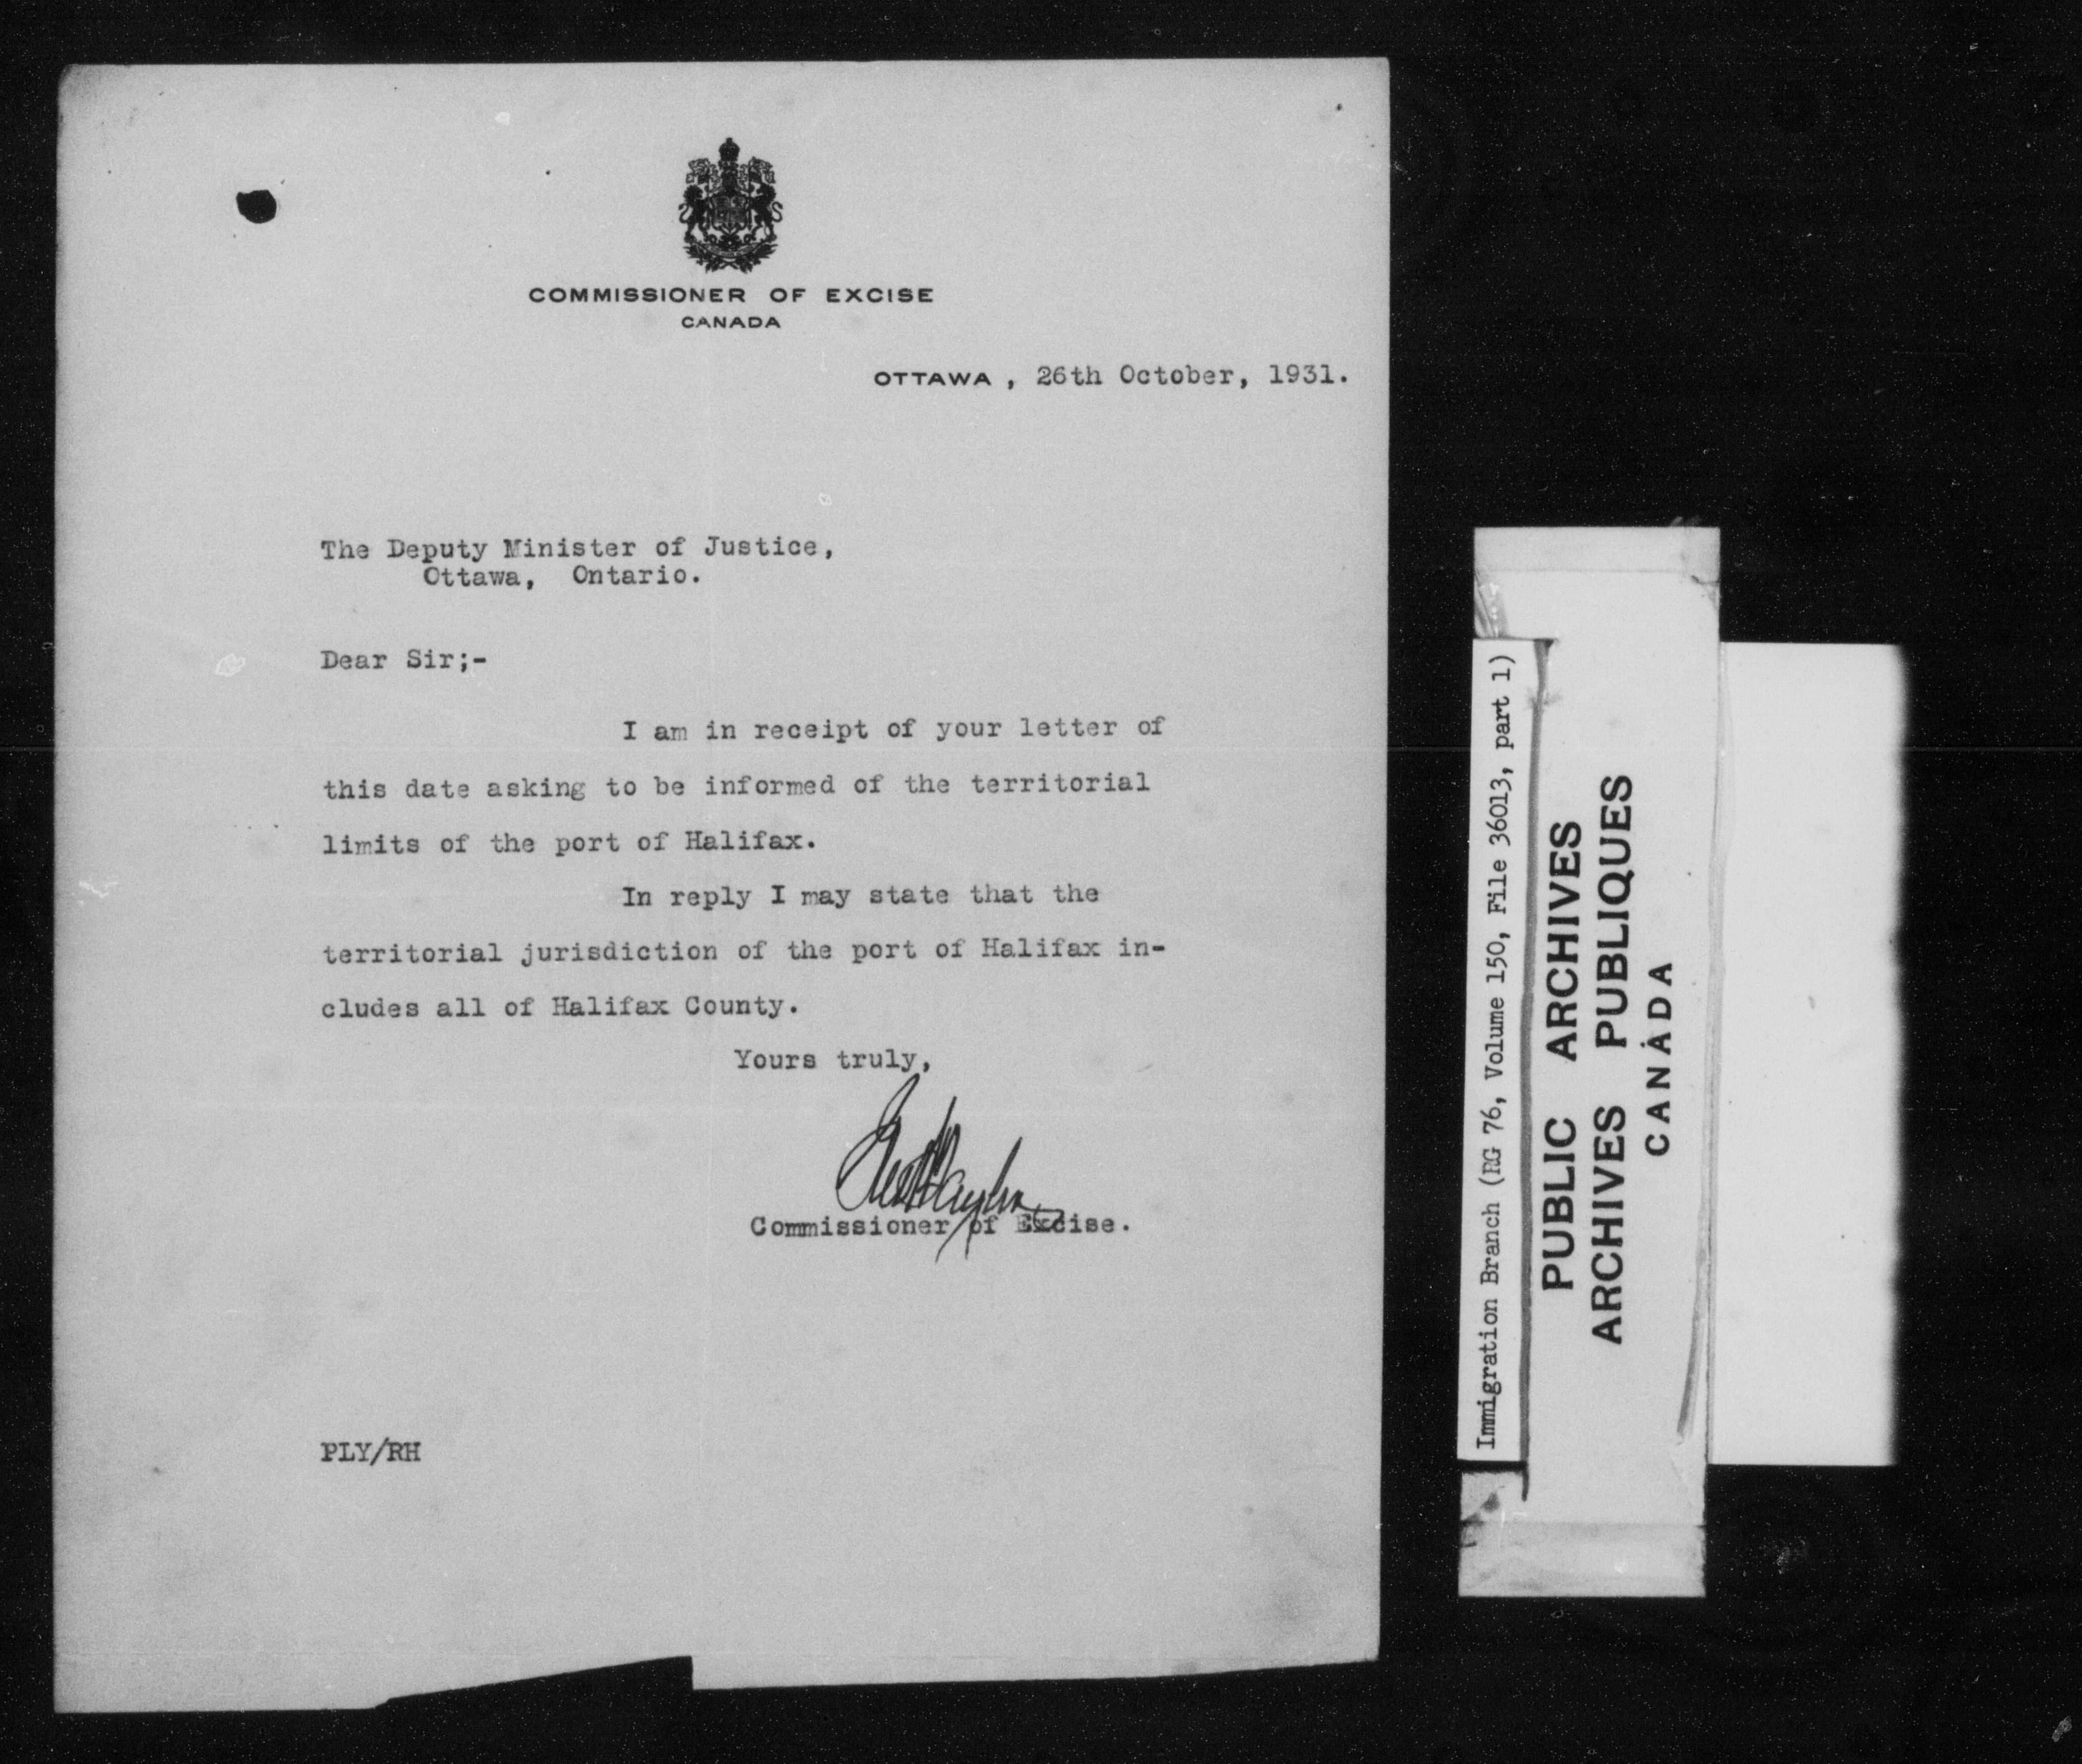 COMMISSIONER OF EXCISE
CANADA
OTTAWA , 26th October, 1931.
The Deputy Minister of Justice,
Ottawa, Ontario.
Dear Sir;-
I am in receipt of your letter of
this date asking to be informed of the territorial
limits of the port of Halifax.
In reply I may state that the
territorial jurisdiction of the port of Halifax in-
cludes all of Halifax County.
Yours truly,
Commissioner of Excise.
PLY/RH
Immigration Branch (RG 76, Volume 150, File 36013, part 1)
PUBLIC ARCHIVES
ARCHIVES PUBLIQUES
CANADA